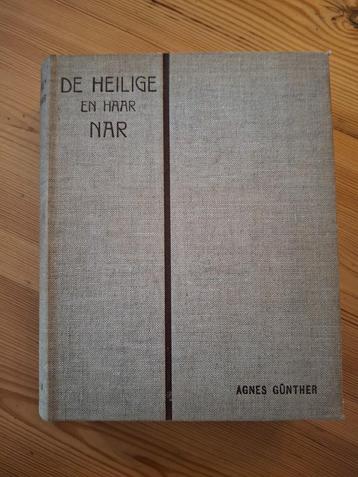 DE HEILIGE
EN HAAR
NAR
AGNES GÜNTHER